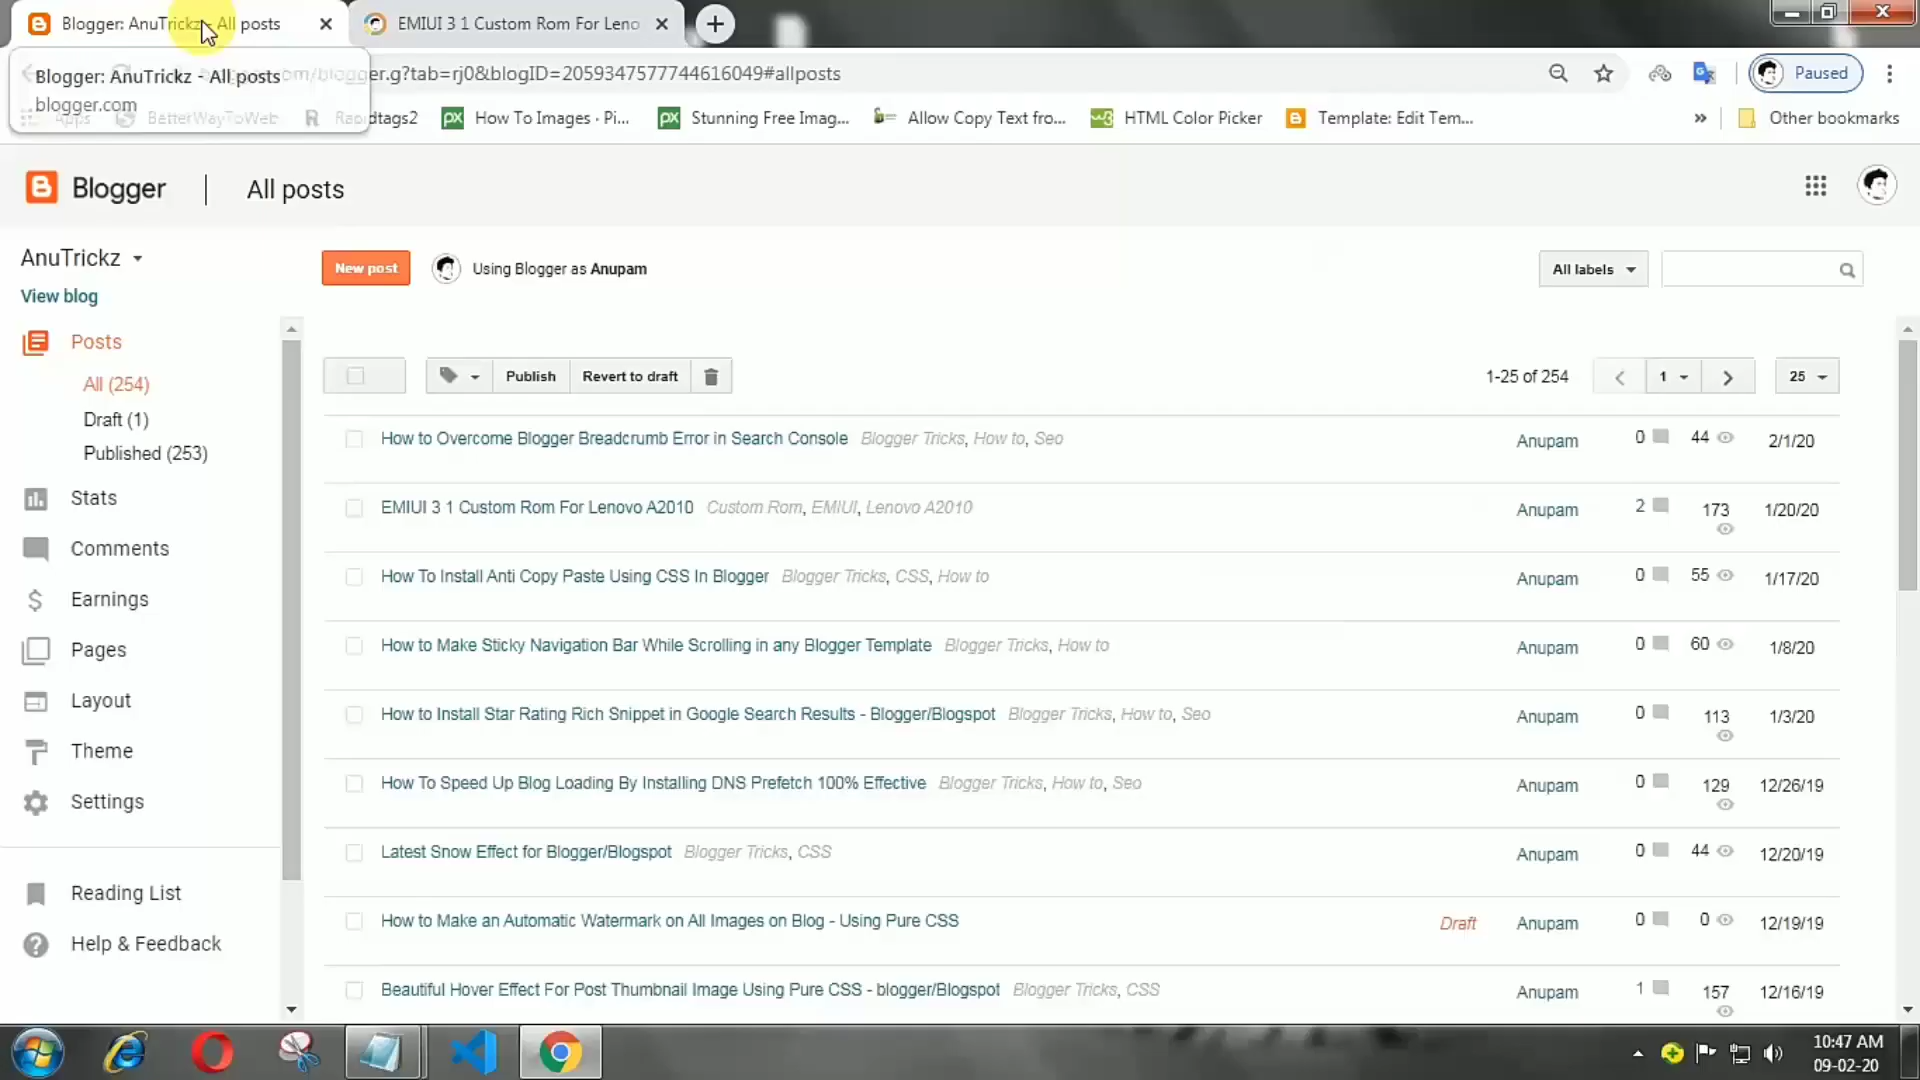 Blogger: AnuTrickz - All posts
EMIUI 3 1 Custom Rom For Leno
Blogger: AnuTrickz - All posts
blogger.com
om/blogger.g?tab=rj0&blogID=2059347577744616049#allposts
Paused
Apps
BetterWayToWeb
Rapidtags2
How To Images · Pi...
Stunning Free Imag...
Allow Copy Text fro...
HTML Color Picker
Template: Edit Tem...
»
Other bookmarks
Blogger
All posts
AnuTrickz
View blog
New post
Using Blogger as Anupam
All labels
Posts
All (254)
Draft (1)
Published (253)
Stats
Comments
Earnings
Pages
Layout
Theme
Settings
Reading List
Help & Feedback
Publish
Revert to draft
1-25 of 254
1
25
How to Overcome Blogger Breadcrumb Error in Search Console Blogger Tricks, How to, Seo Anupam 0 44 2/1/20
EMIUI 3 1 Custom Rom For Lenovo A2010 Custom Rom, EMIUI, Lenovo A2010 Anupam 2 173 1/20/20
How To Install Anti Copy Paste Using CSS In Blogger Blogger Tricks, CSS, How to Anupam 0 55 1/17/20
How to Make Sticky Navigation Bar While Scrolling in any Blogger Template Blogger Tricks, How to Anupam 0 60 1/8/20
How to Install Star Rating Rich Snippet in Google Search Results - Blogger/Blogspot Blogger Tricks, How to, Seo Anupam 0 113 1/3/20
How To Speed Up Blog Loading By Installing DNS Prefetch 100% Effective Blogger Tricks, How to, Seo Anupam 0 129 12/26/19
Latest Snow Effect for Blogger/Blogspot Blogger Tricks, CSS Anupam 0 44 12/20/19
How to Make an Automatic Watermark on All Images on Blog - Using Pure CSS Draft Anupam 0 0 12/19/19
Beautiful Hover Effect For Post Thumbnail Image Using Pure CSS - blogger/Blogspot Blogger Tricks, CSS Anupam 1 157 12/16/19
10:47 AM
09-02-20